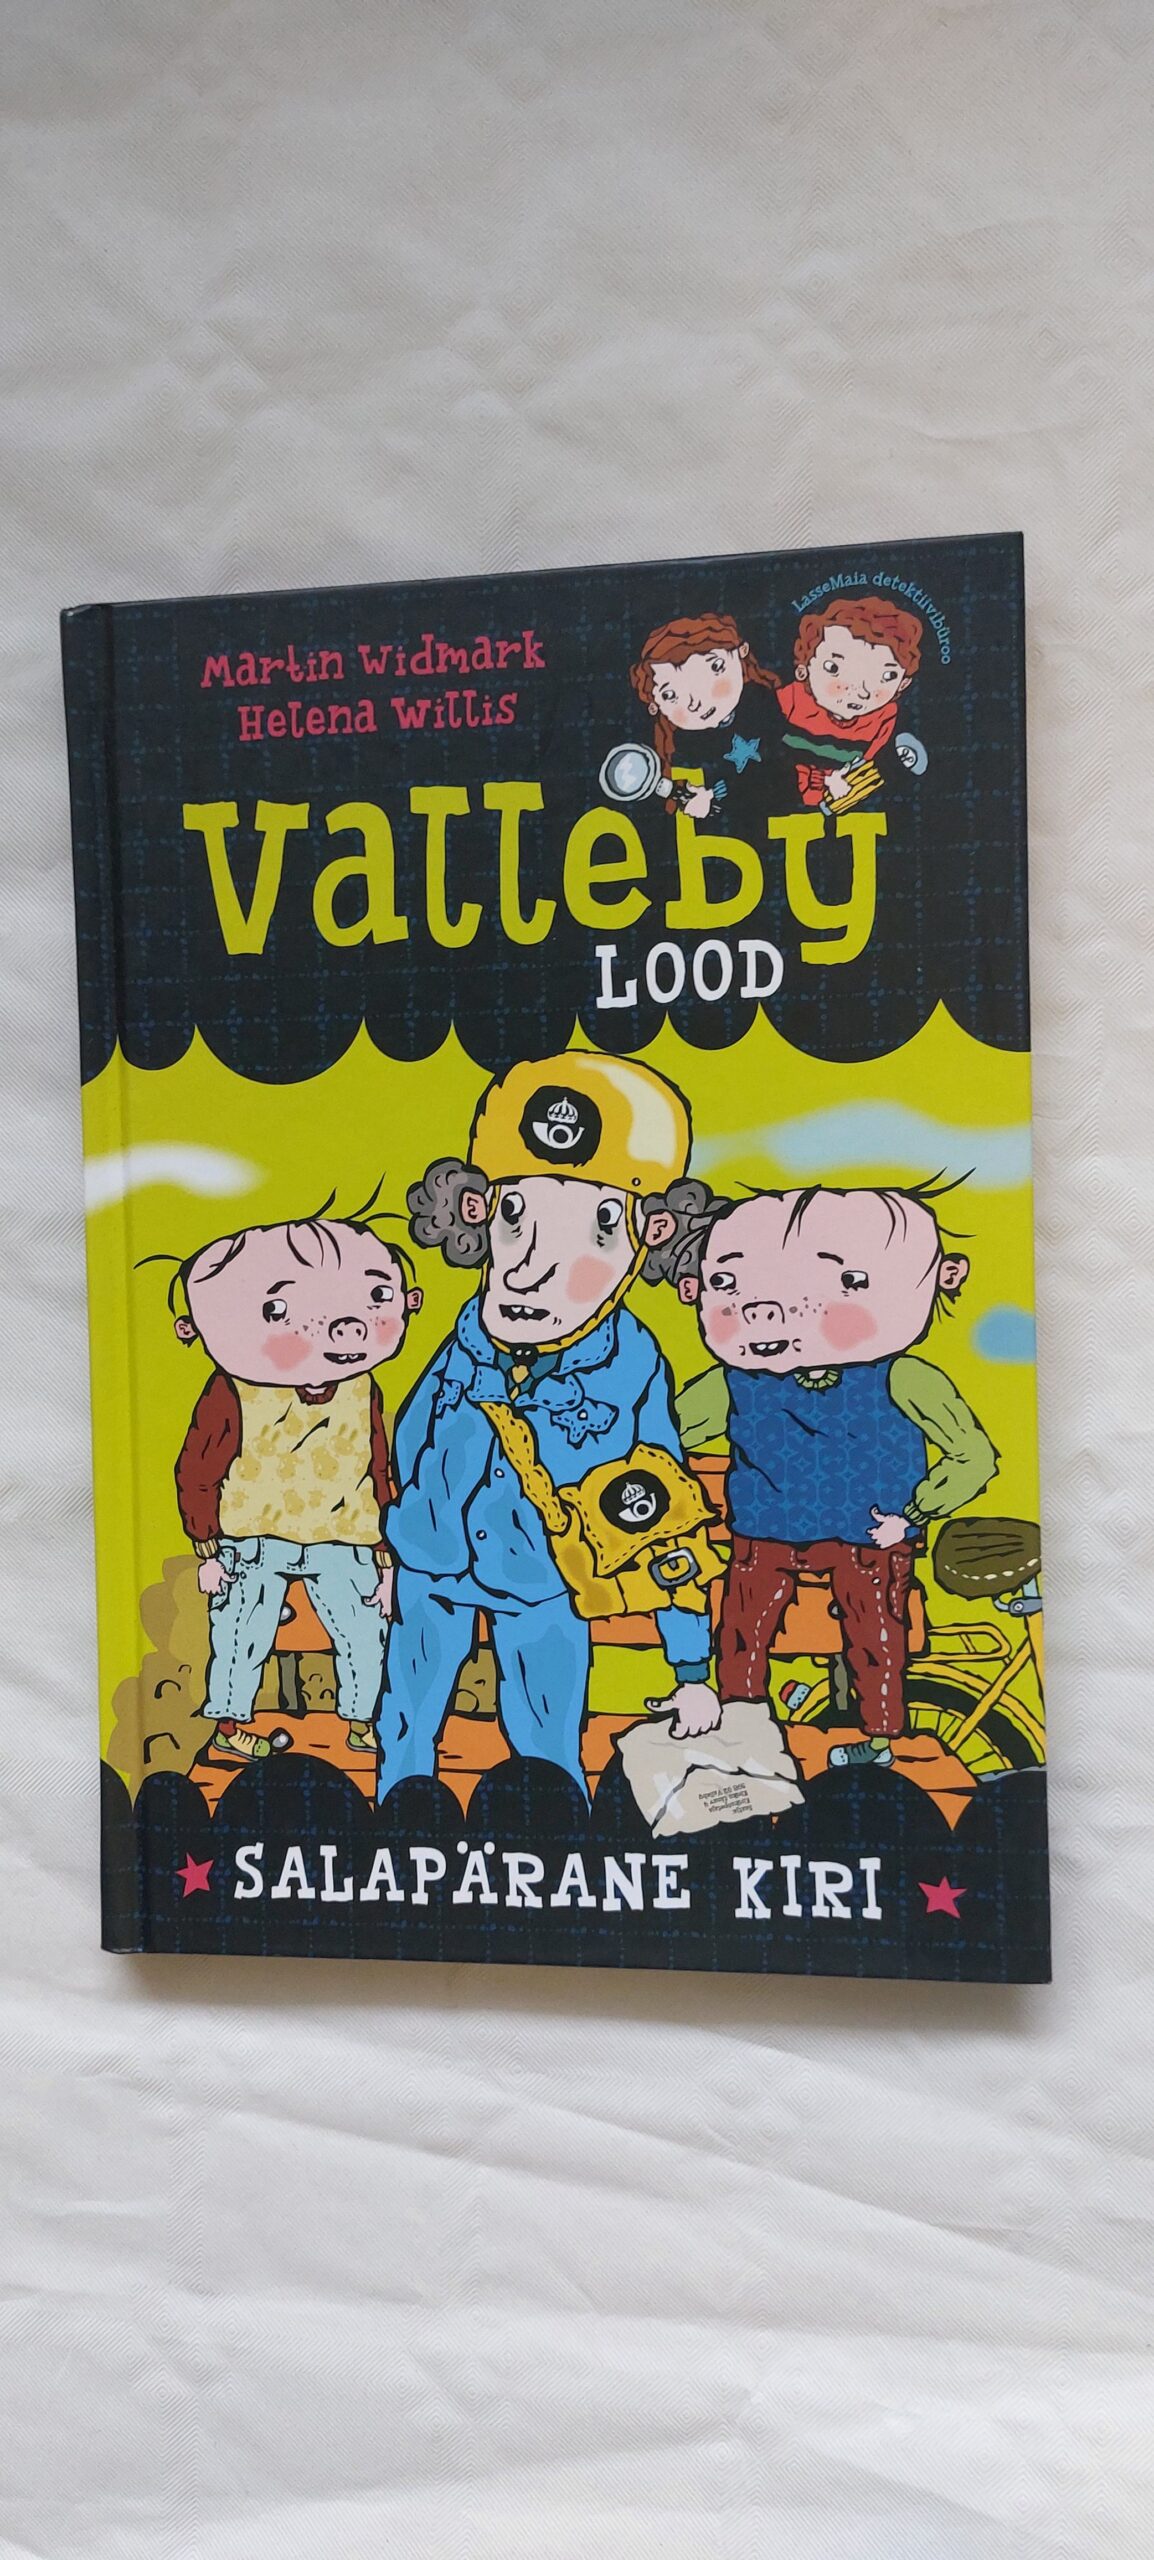 Martin Widmark
Helena Willis
LasseMaia detektiivibüroo
Valleby
LOOD
SALAPÄRANE KIRI